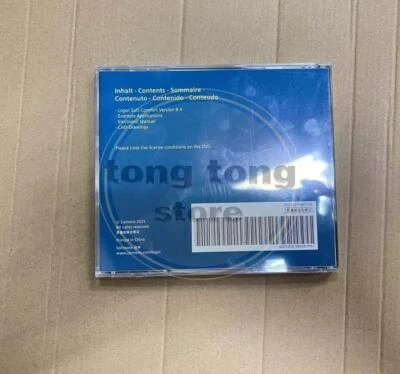 Inhalt - Contents - Sommaire -
Contenuto - Contenido - Conteúdo
- Logo! Soft Comfort Version 8.4
- Example Applications
- Electronic Manual
- CAD-Drawings
Please note the license conditions on the DVD.
tong tong
store
© Siemens 2023
All rights reserved
Printed in China
Software
www.siemens.com/logo